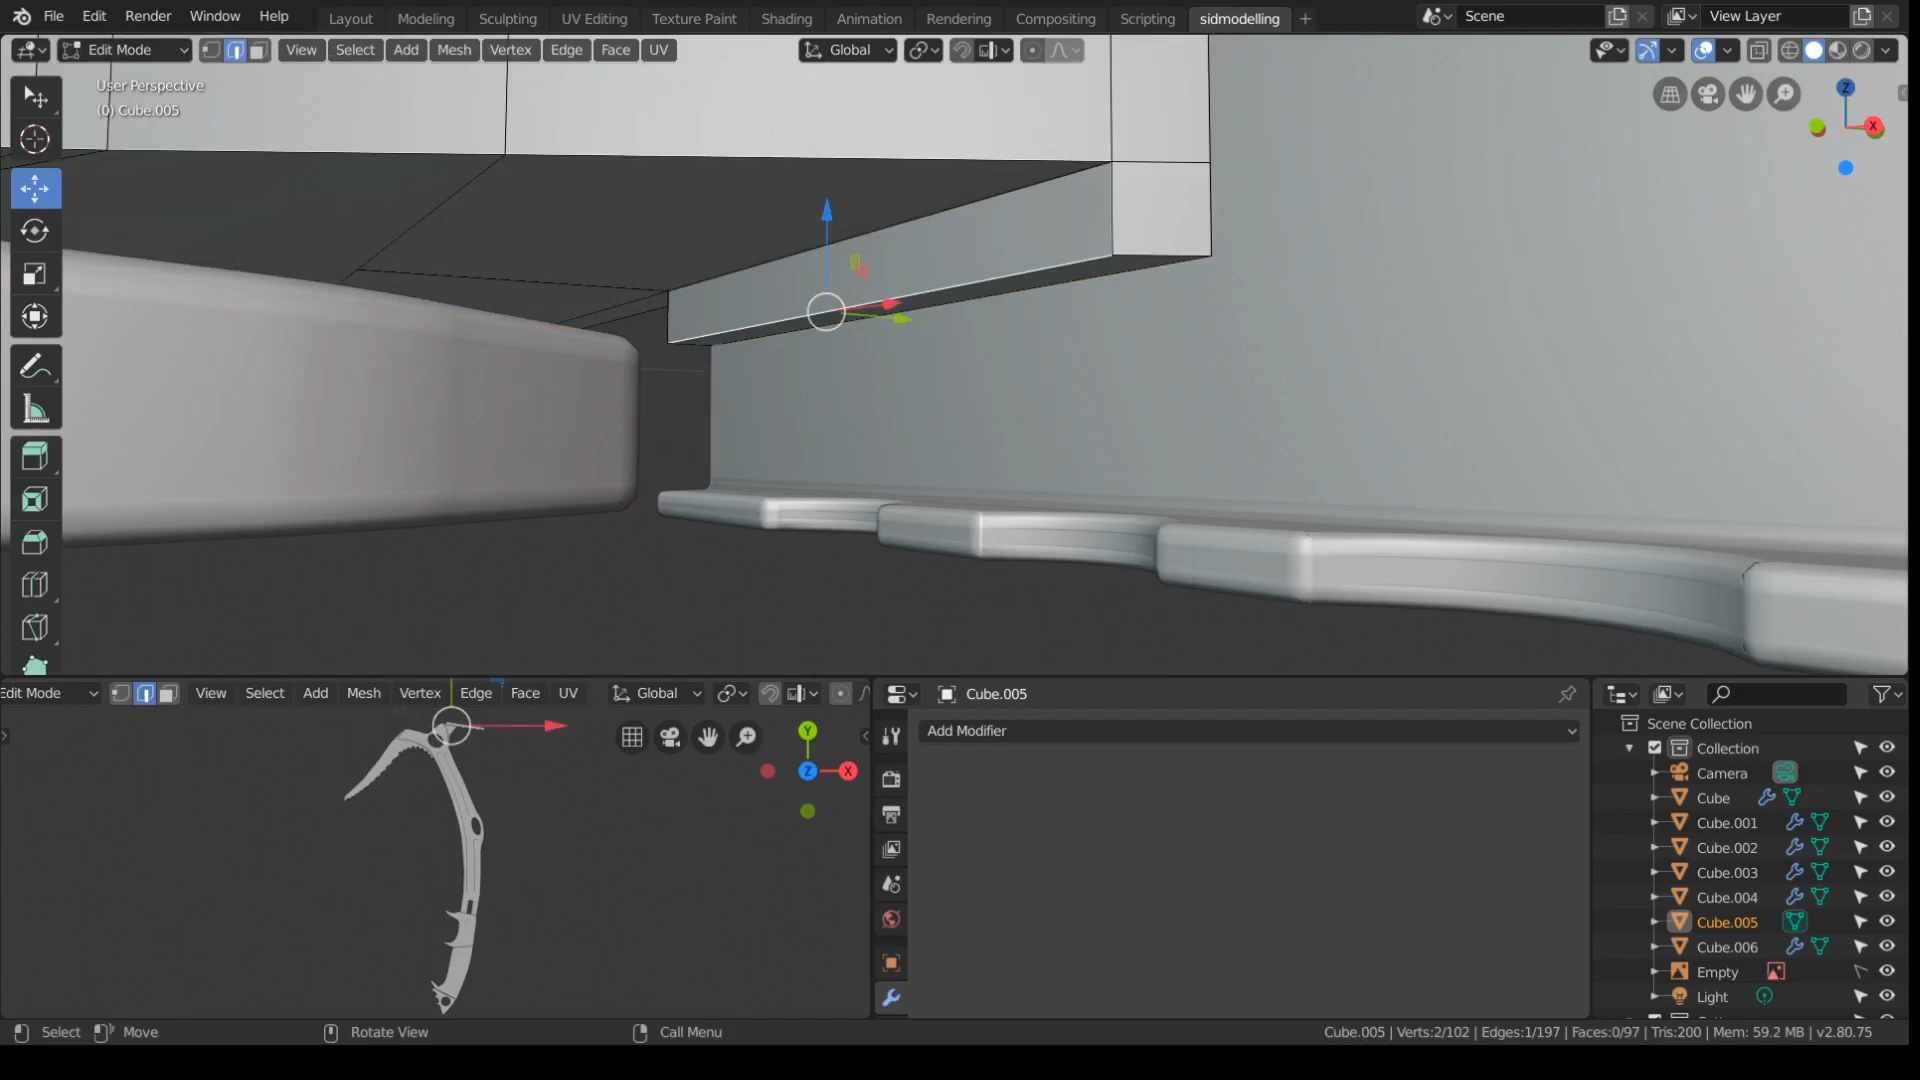 File Edit Render Window Help Layout Modeling Sculpting UV Editing Texture Paint Shading Animation Rendering Compositing Scripting sidmodelling + Scene View Layer
Edit Mode View Select Add Mesh Vertex Edge Face UV Global
User Perspective
(0) Cube.005
Z
X
Edit Mode View Select Add Mesh Vertex Edge Face UV Global
Y
Z X
Cube.005
Add Modifier
Scene Collection
Collection
Camera
Cube
Cube.001
Cube.002
Cube.003
Cube.004
Cube.005
Cube.006
Empty
Light
Select Move Rotate View Call Menu Cube.005 | Verts:2/102 | Edges:1/197 | Faces:0/97 | Tris:200 | Mem: 59.2 MB | v2.80.75